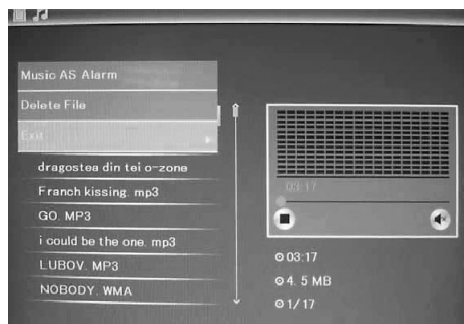 Music AS Alarm
Delete File
Exit
dragostea din tei o-zone
Franch kissing. mp3
GO. MP3
i could be the one. mp3
LUBOV. MP3
NOBODY. WMA
03:17
03:17
4. 5 MB
1/ 17